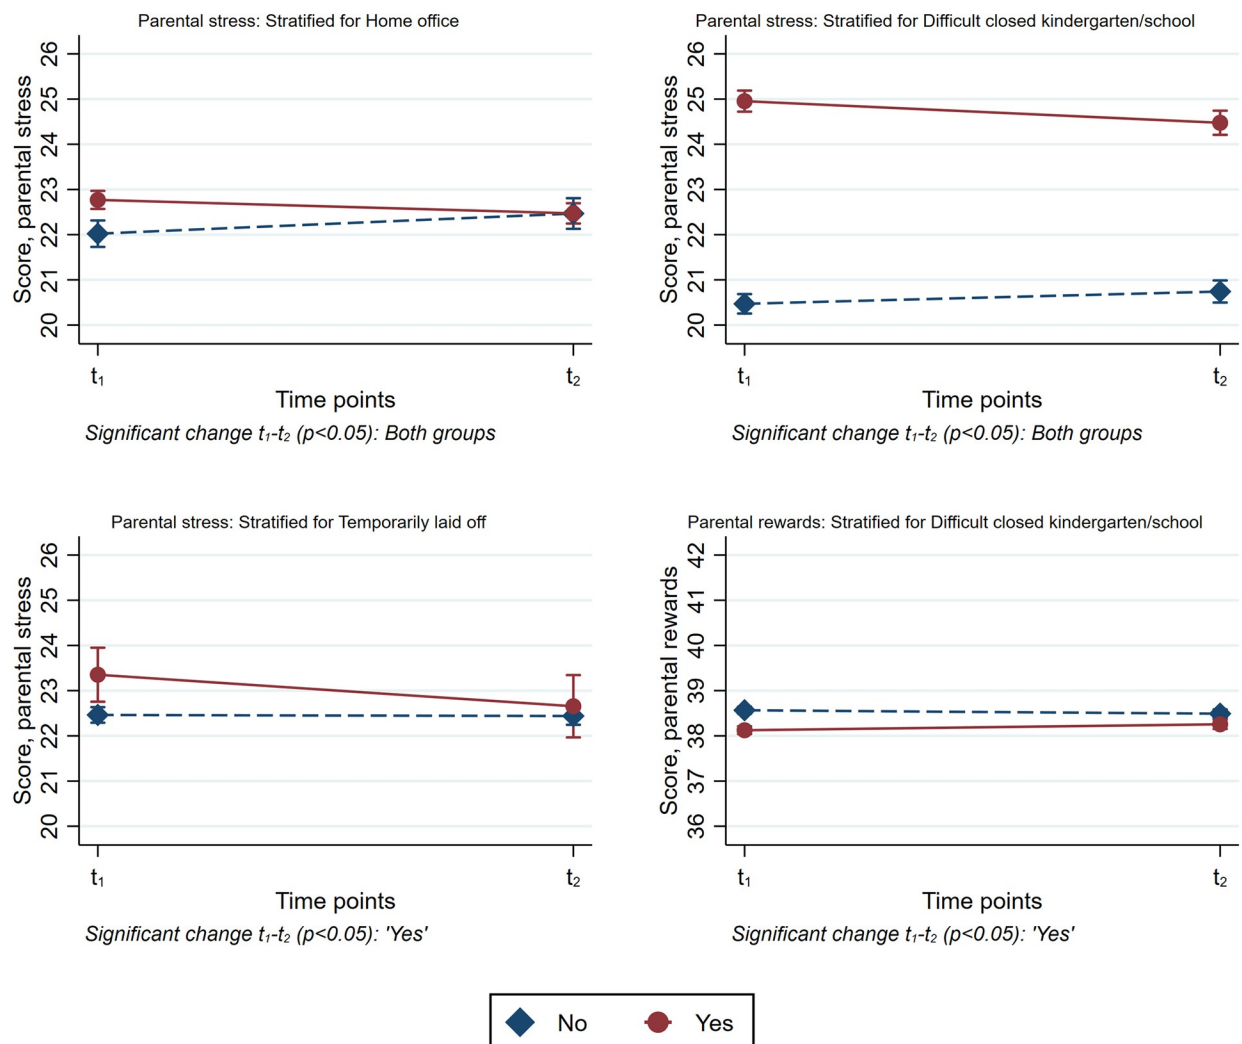 Parental stress: Stratified for Home office
26
25
24
23
22
21
20
Score, parental stress
t₁
t₂
Time points
Significant change t₁-t₂ (p<0.05): Both groups
Parental stress: Stratified for Difficult closed kindergarten/school
26
25
24
23
22
21
20
Score, parental stress
t₁
t₂
Time points
Significant change t₁-t₂ (p<0.05): Both groups
Parental stress: Stratified for Temporarily laid off
26
25
24
23
22
21
20
Score, parental stress
t₁
t₂
Time points
Significant change t₁-t₂ (p<0.05): 'Yes'
Parental rewards: Stratified for Difficult closed kindergarten/school
42
41
40
39
38
37
36
Score, parental rewards
t₁
t₂
Time points
Significant change t₁-t₂ (p<0.05): 'Yes'
No
Yes